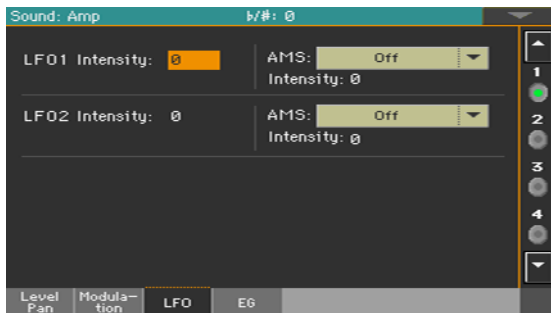 Sound: Amp ♭/#: 0
LFO1 Intensity: 0 AMS: Off
Intensity: 0
LFO2 Intensity: 0 AMS: Off
Intensity: 0
1
2
3
4
Level Pan Modula-tion LFO EG